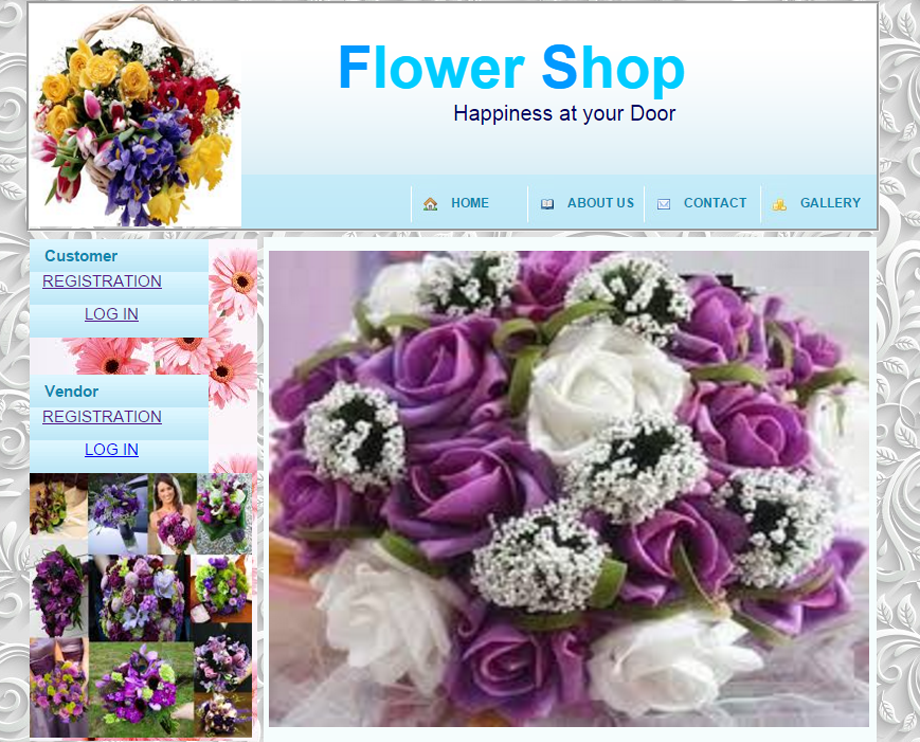 Flower Shop
Happiness at your Door
HOME ABOUT US CONTACT GALLERY
Customer
REGISTRATION
LOG IN
Vendor
REGISTRATION
LOG IN